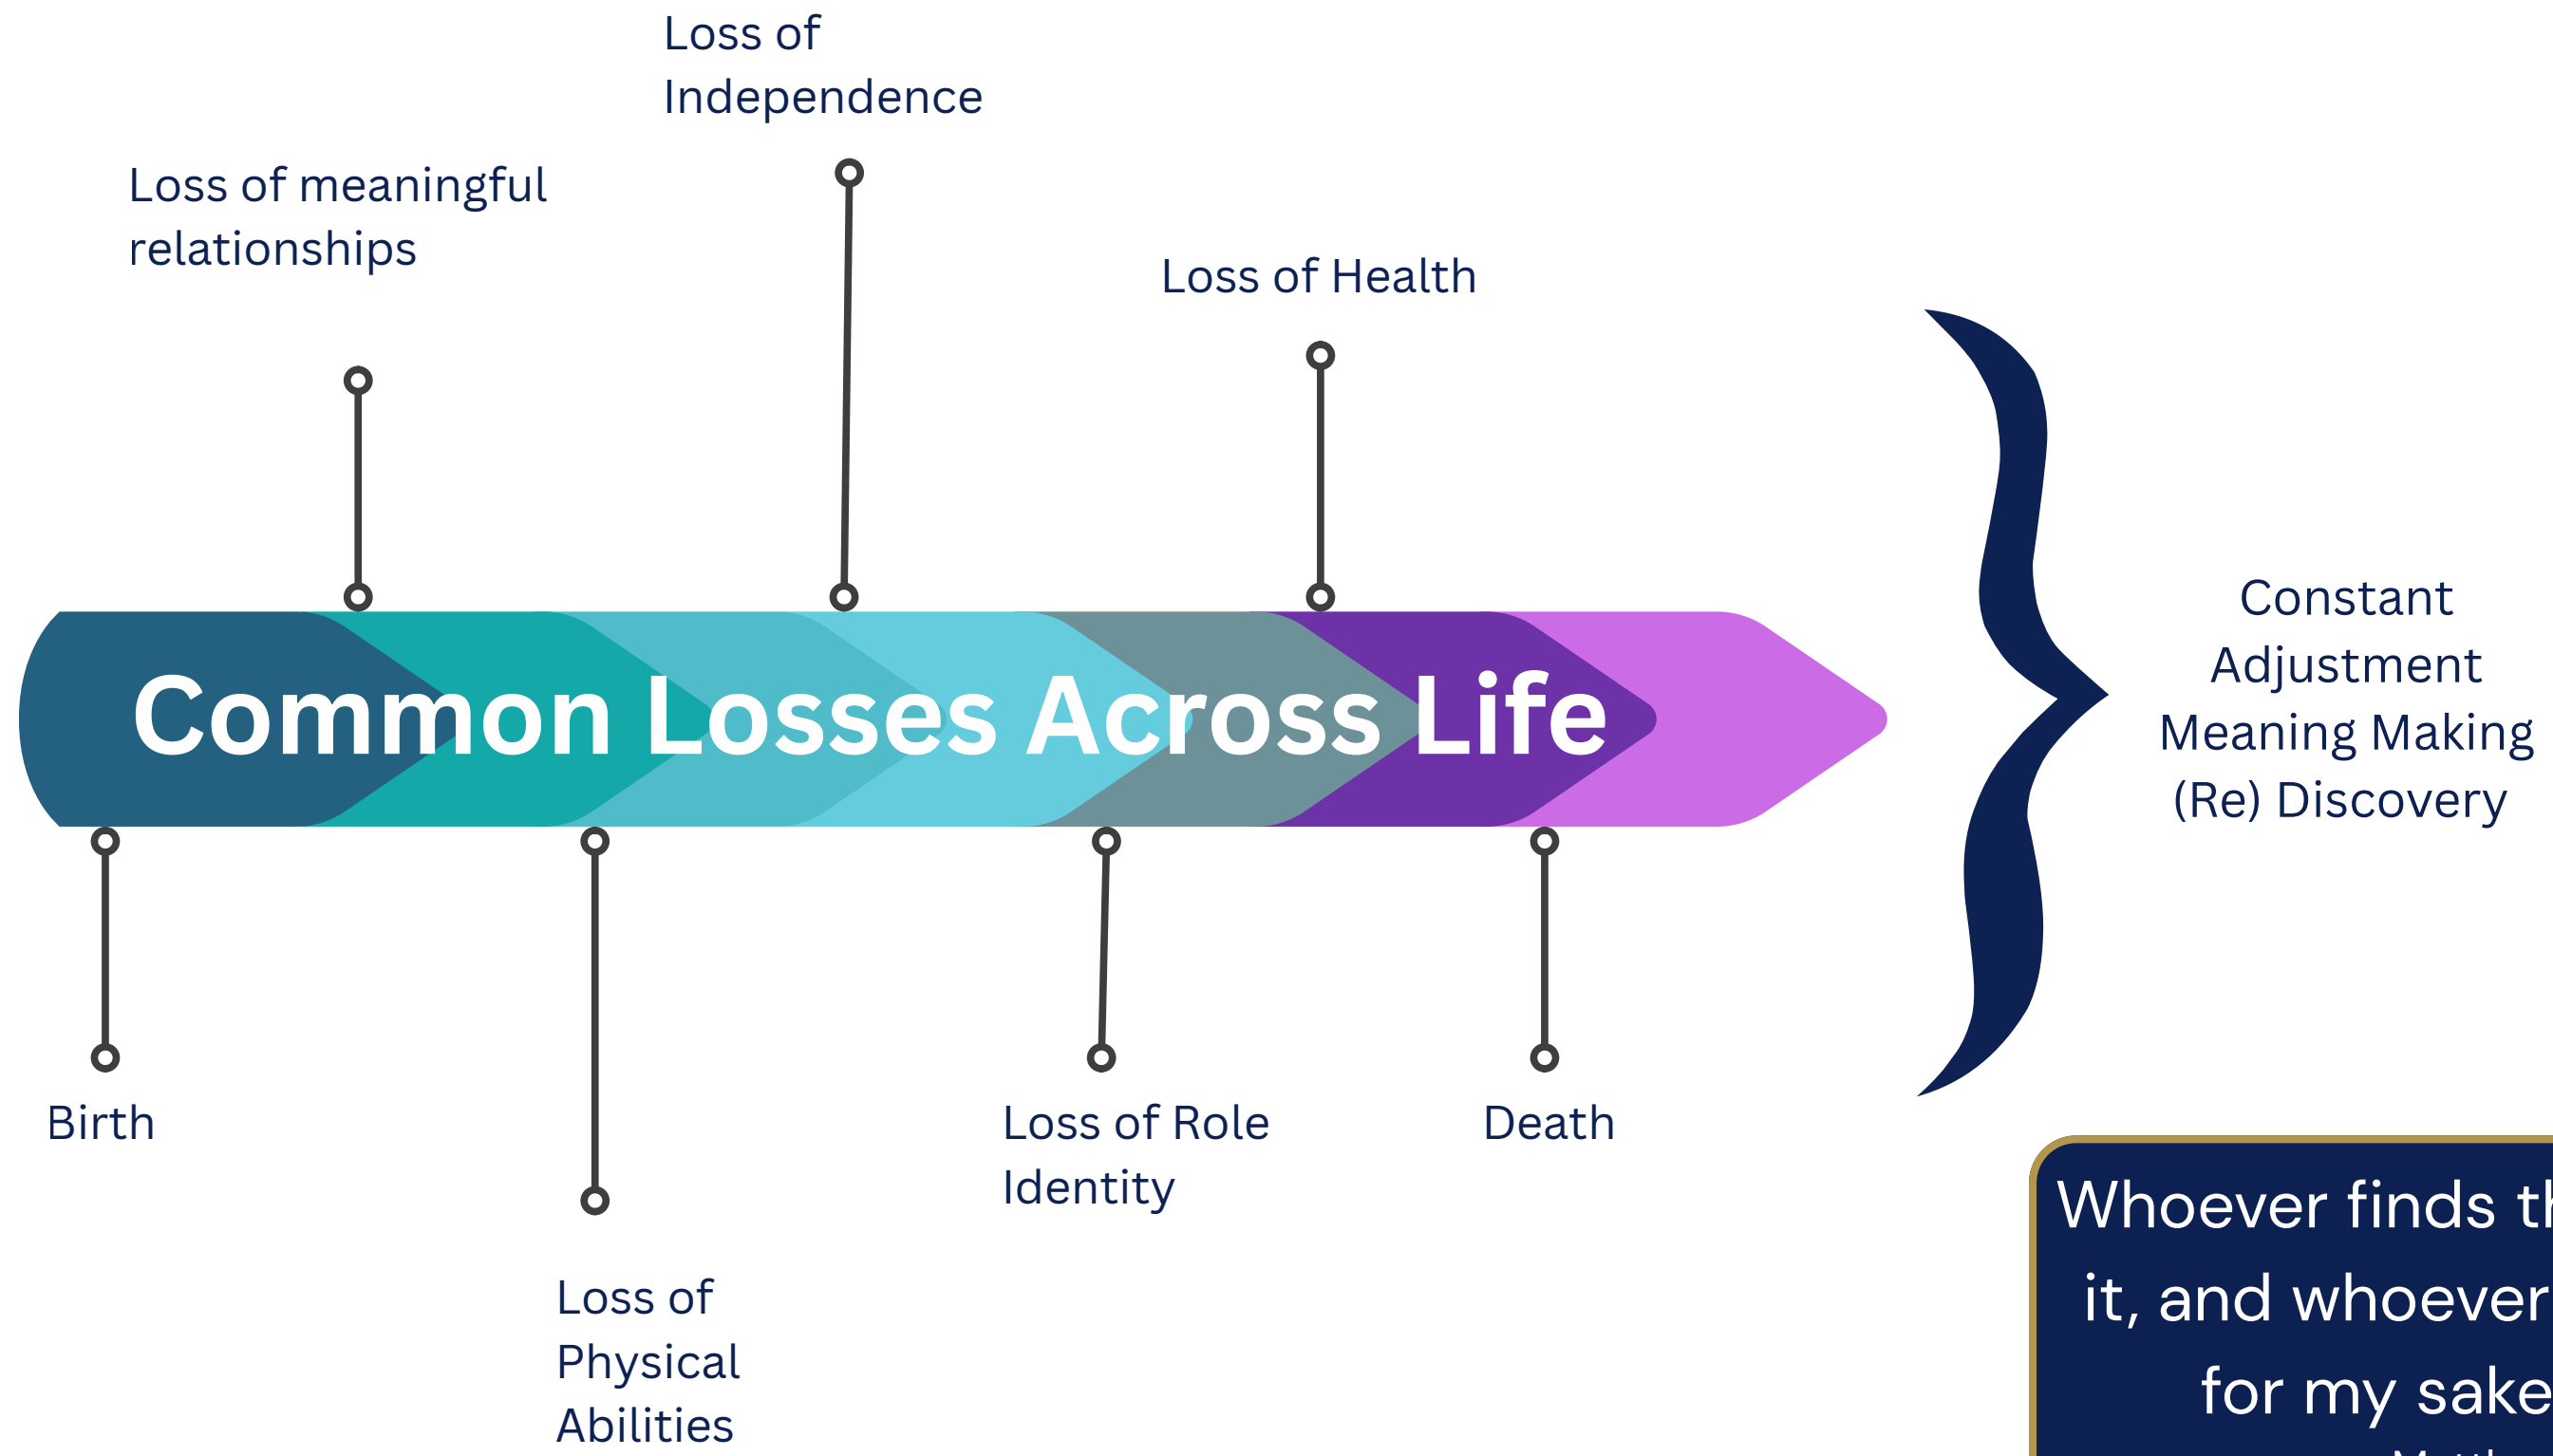 Loss of
Independence
Loss of meaningful
relationships
Loss of Health
Common Losses Across Life
Constant
Adjustment
Meaning Making
(Re) Discovery
Birth
Loss of Role
Identity
Death
Loss of
Physical
Abilities
Whoever finds
it, and whoever
for my sake